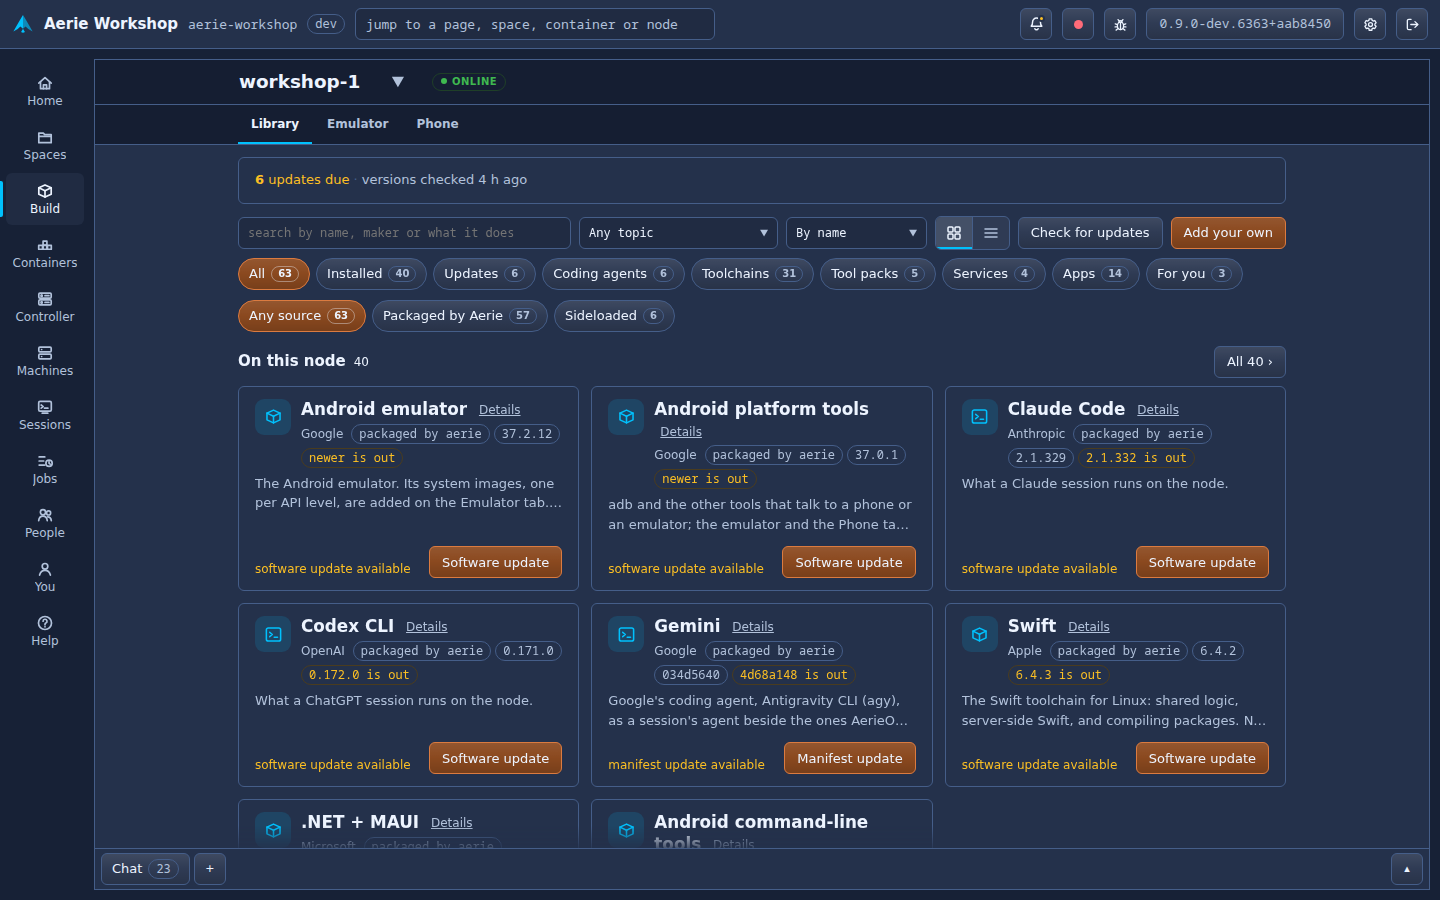 Aerie Workshop aerie-workshop dev jump to a page, space, container or node 0.9.0-dev.6363+aab8450
Home
Spaces
Build
Containers
Controller
Machines
Sessions
Jobs
People
You
Help
workshop-1 ▼ ONLINE
Library Emulator Phone
6 updates due · versions checked 4 h ago
search by name, maker or what it does Any topic ▼ By name ▼ Check for updates Add your own
All 63 Installed 40 Updates 6 Coding agents 6 Toolchains 31 Tool packs 5 Services 4 Apps 14 For you 3
Any source 63 Packaged by Aerie 57 Sideloaded 6
On this node 40 All 40 ›
Android emulator Details
Google packaged by aerie 37.2.12
newer is out
The Android emulator. Its system images, one
per API level, are added on the Emulator tab....
software update available Software update
Android platform tools
Details
Google packaged by aerie 37.0.1
newer is out
adb and the other tools that talk to a phone or
an emulator; the emulator and the Phone ta...
software update available Software update
Claude Code Details
Anthropic packaged by aerie
2.1.329 2.1.332 is out
What a Claude session runs on the node.
software update available Software update
Codex CLI Details
OpenAI packaged by aerie 0.171.0
0.172.0 is out
What a ChatGPT session runs on the node.
software update available Software update
Gemini Details
Google packaged by aerie
034d5640 4d68a148 is out
Google's coding agent, Antigravity CLI (agy),
as a session's agent beside the ones AerieO...
manifest update available Manifest update
Swift Details
Apple packaged by aerie 6.4.2
6.4.3 is out
The Swift toolchain for Linux: shared logic,
server-side Swift, and compiling packages. N...
software update available Software update
.NET + MAUI Details
Microsoft packaged by aerie
Android command-line
tools Details
Chat 23 + ▲